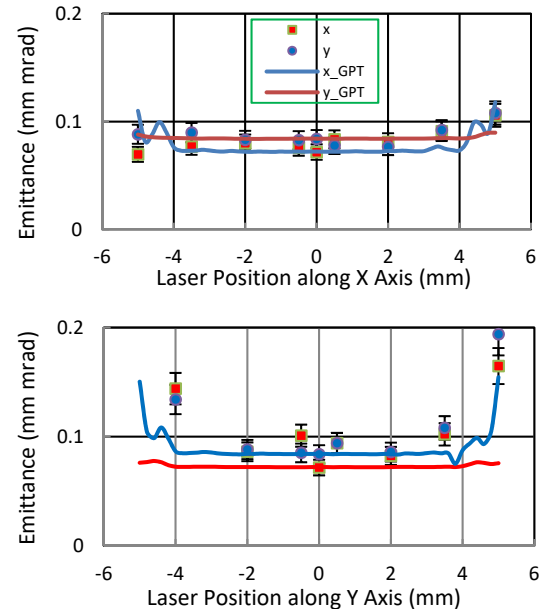 0.2
x
y
x_GPT
y_GPT
0.1
0
Emittance (mm mrad)
-6 -4 -2 0 2 4 6
Laser Position along X Axis (mm)
0.2
0.1
0
Emittance (mm mrad)
-6 -4 -2 0 2 4 6
Laser Position along Y Axis (mm)